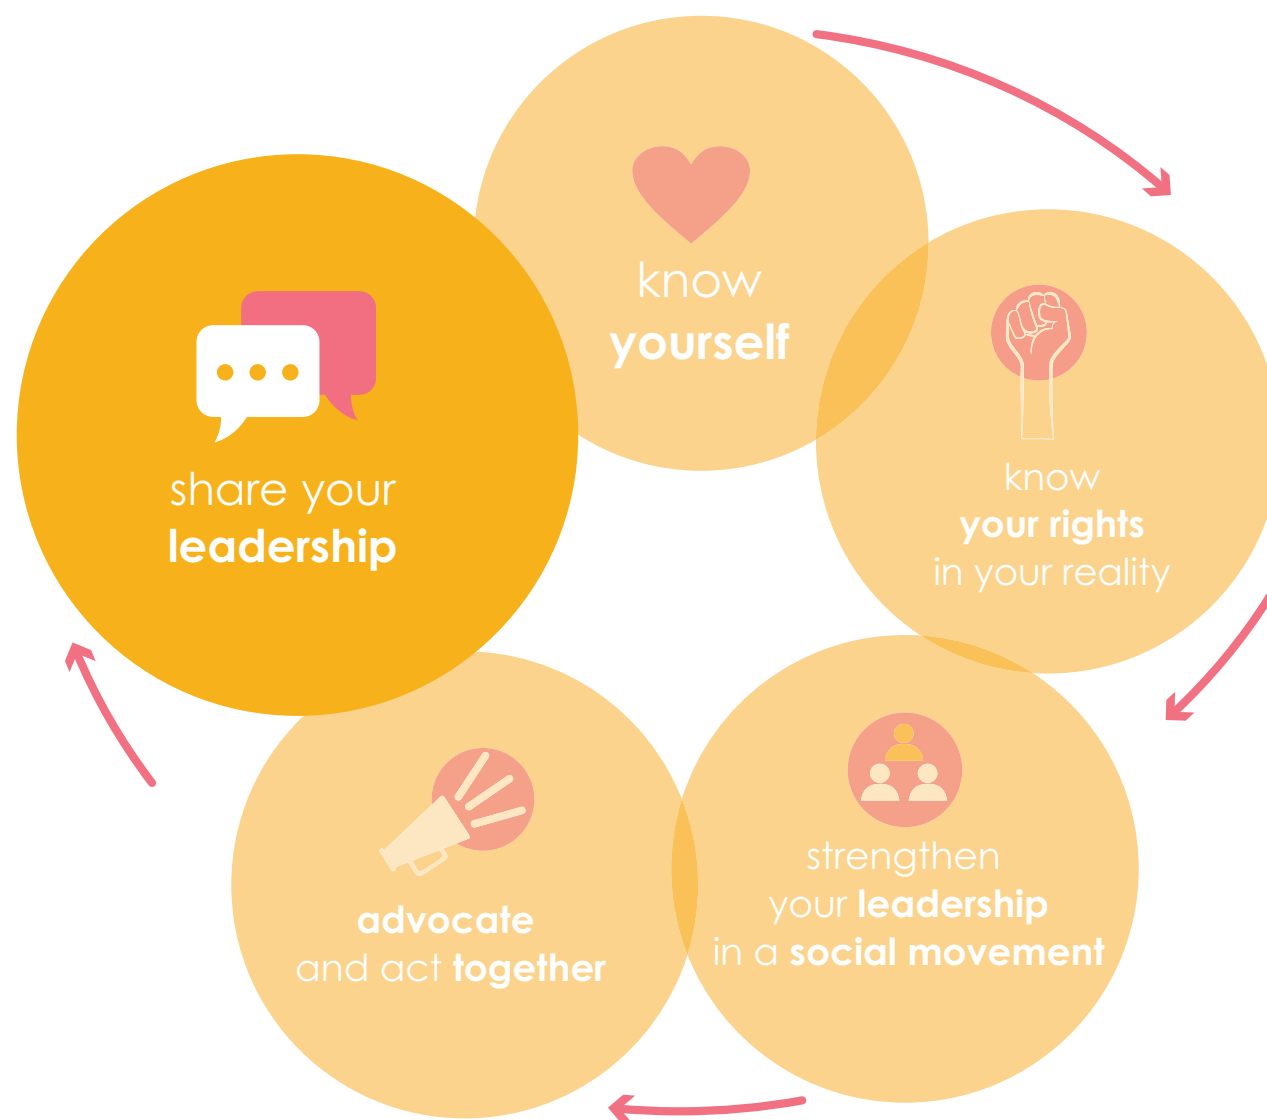 know
yourself
know
your rights
in your reality
strengthen
your leadership
in a social movement
advocate
and act together
share your
leadership